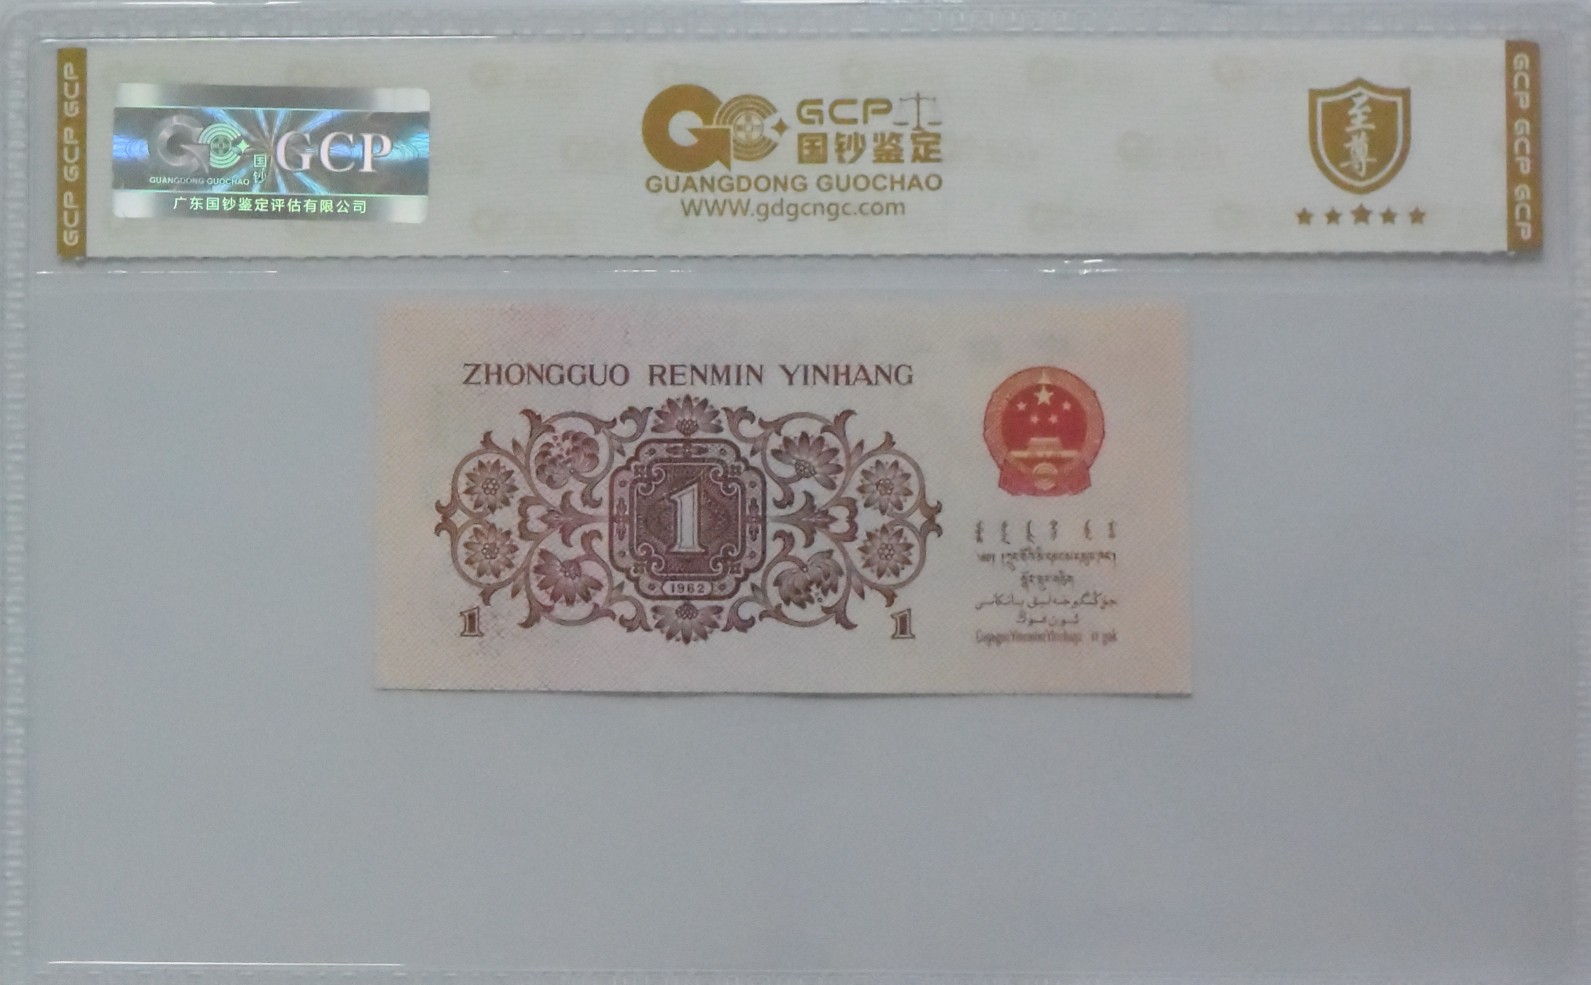 GCP GCP GCP
GCP
国钞
GUANGDONG GUOCHAO
广东国钞鉴定评估有限公司
GCP
国钞鉴定
GUANGDONG GUOCHAO
WWW.gdgcngc.com
至尊
GCP GCP GCP
ZHONGGUO RENMIN YINHANG
1
1962
1
1